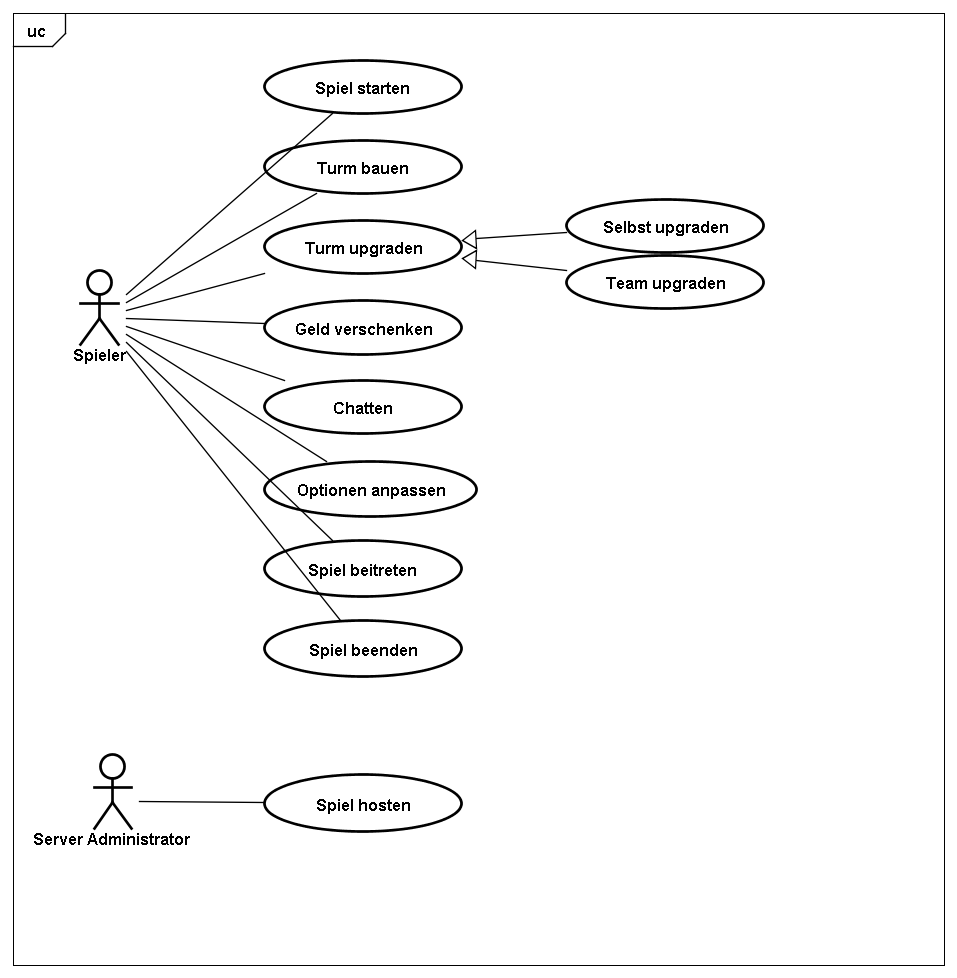 uc
Spiel starten
Turm bauen
Turm upgraden
Selbst upgraden
Team upgraden
Geld verschenken
Spieler
Chatten
Optionen anpassen
Spiel beitreten
Spiel beenden
Spiel hosten
Server Administrator